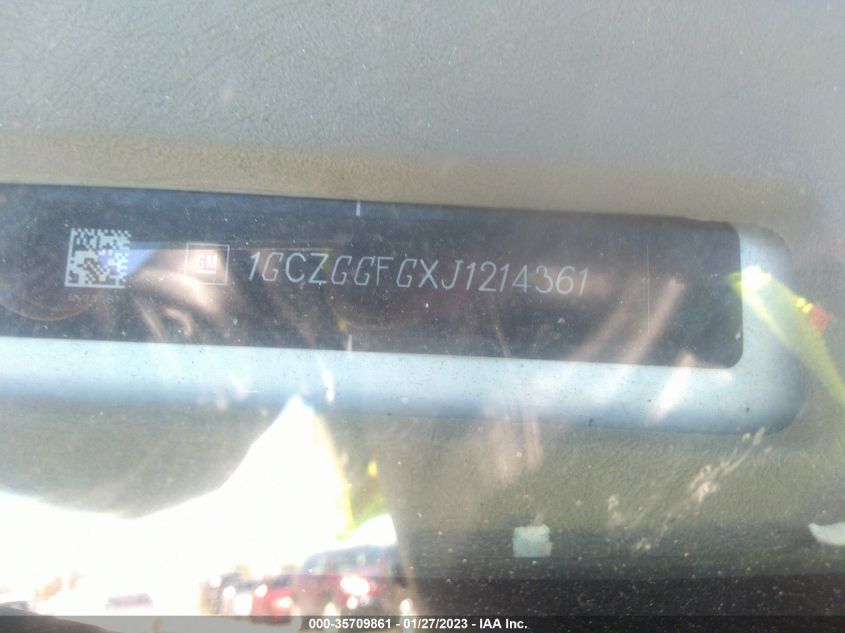 GM 1GCZGGFGXJ1214361
000-35709861 - 01/27/2023 - IAA Inc.